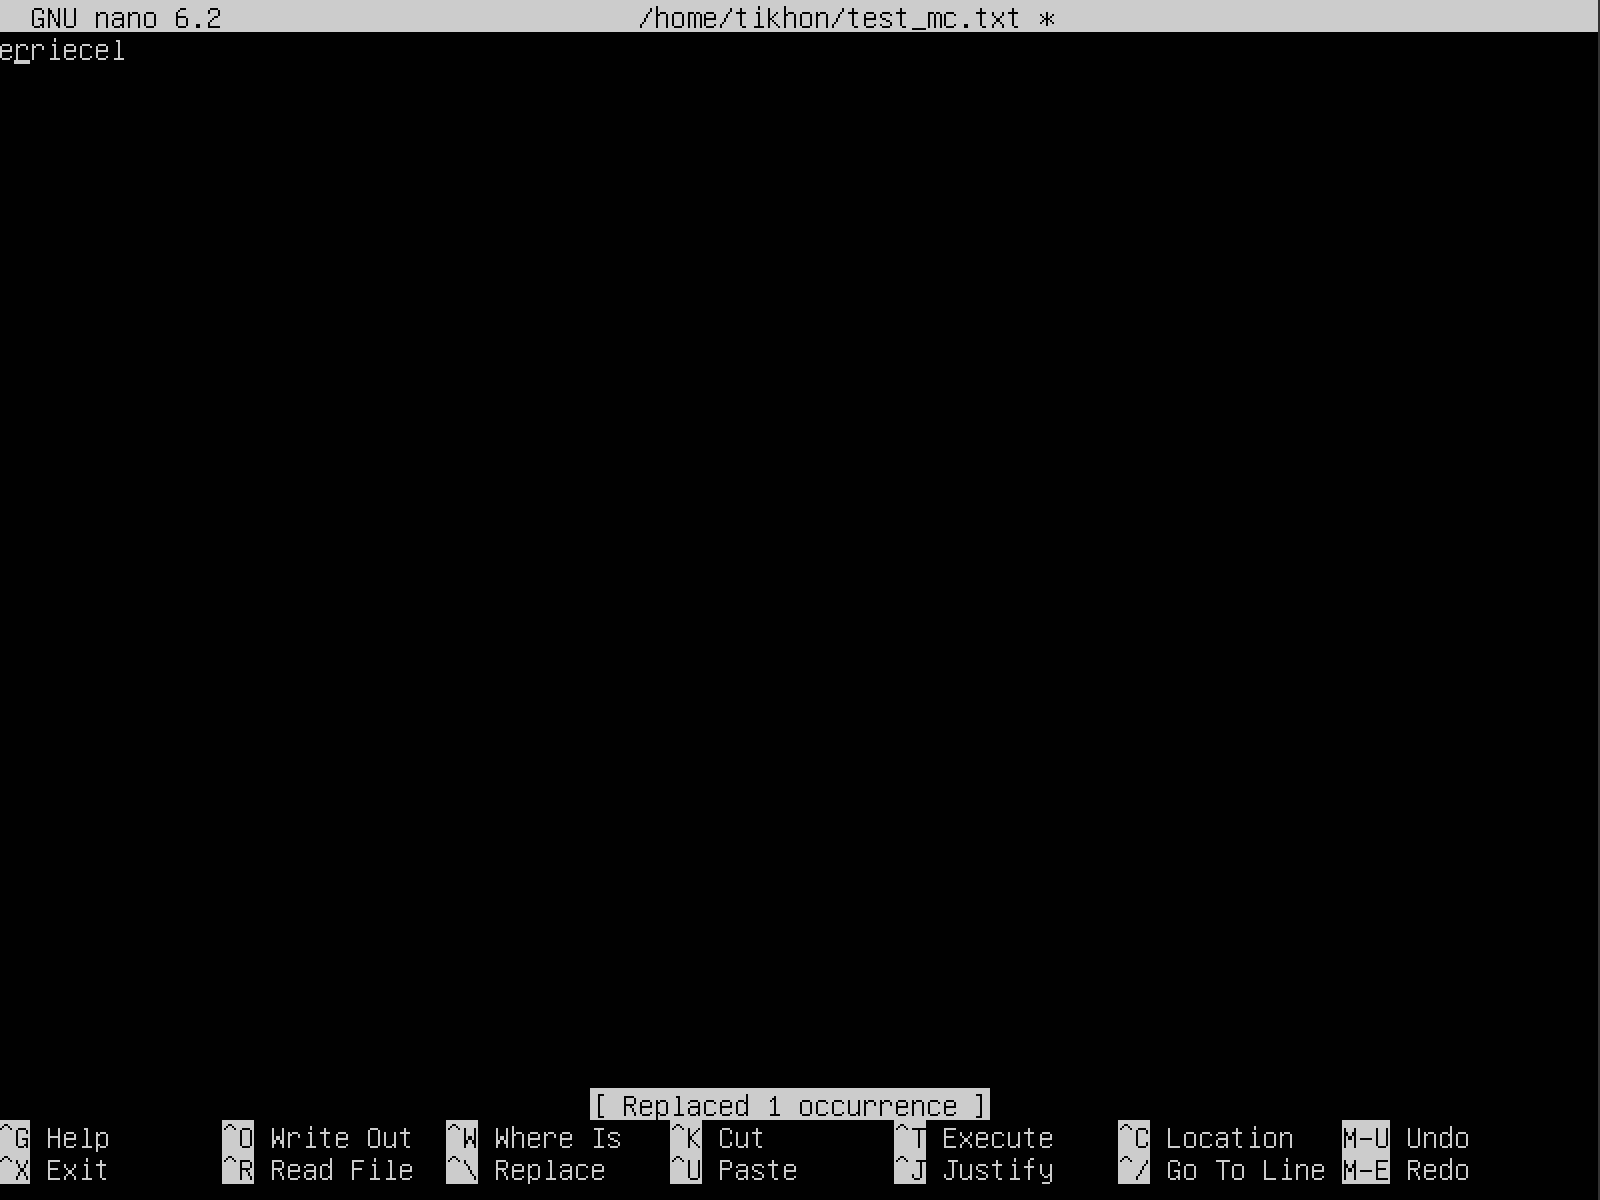 GNU nano 6.2 /home/tikhon/test_mc.txt *
erriecel
[ Replaced 1 occurrence ]
^G Help ^O Write Out ^W Where Is ^K Cut ^T Execute ^C Location M-U Undo
^X Exit ^R Read File ^\ Replace ^U Paste ^J Justify ^/ Go To Line M-E Redo